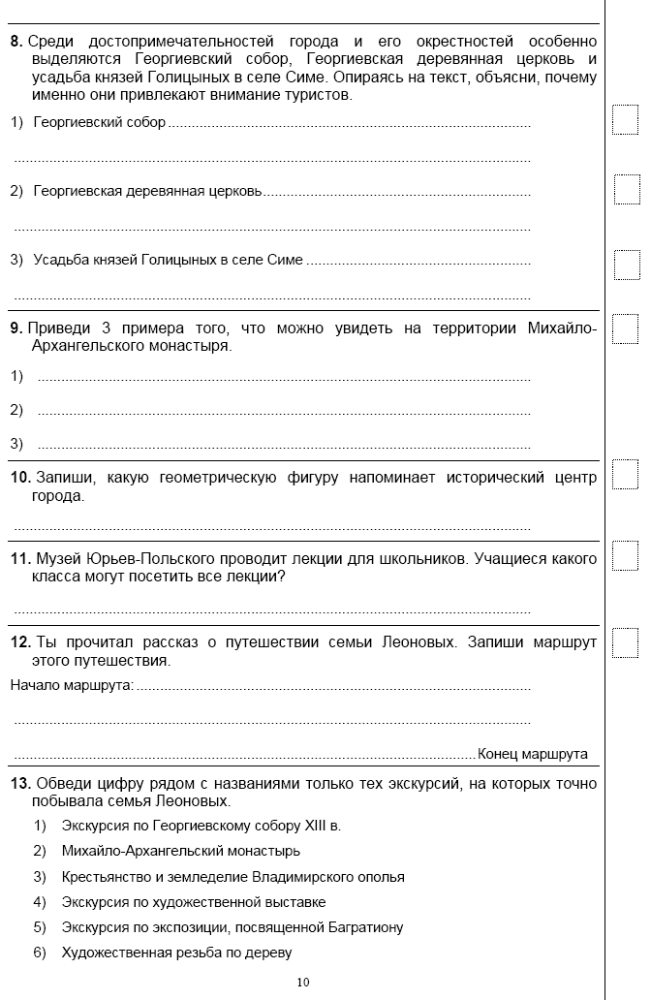 8. Среди достопримечательностей города и его окрестностей особенно
выделяются Георгиевский собор, Георгиевская деревянная церковь и
усадьба князей Голицыных в селе Симе. Опираясь на текст, объясни, почему
именно они привлекают внимание туристов.
1) Георгиевский собор
2) Георгиевская деревянная церковь
3) Усадьба князей Голицыных в селе Симе
9. Приведи 3 примера того, что можно увидеть на территории Михайло-
Архангельского монастыря.
1)
2)
3)
10. Запиши, какую геометрическую фигуру напоминает исторический центр
города.
11. Музей Юрьев-Польского проводит лекции для школьников. Учащиеся какого
класса могут посетить все лекции?
12. Ты прочитал рассказ о путешествии семьи Леоновых. Запиши маршрут
этого путешествия.
Начало маршрута:
Конец маршрута
13. Обведи цифру рядом с названиями только тех экскурсий, на которых точно
побывала семья Леоновых.
1) Экскурсия по Георгиевскому собору XIII в.
2) Михайло-Архангельский монастырь
3) Крестьянство и земледелие Владимирского ополья
4) Экскурсия по художественной выставке
5) Экскурсия по экспозиции, посвященной Багратиону
6) Художественная резьба по дереву
10